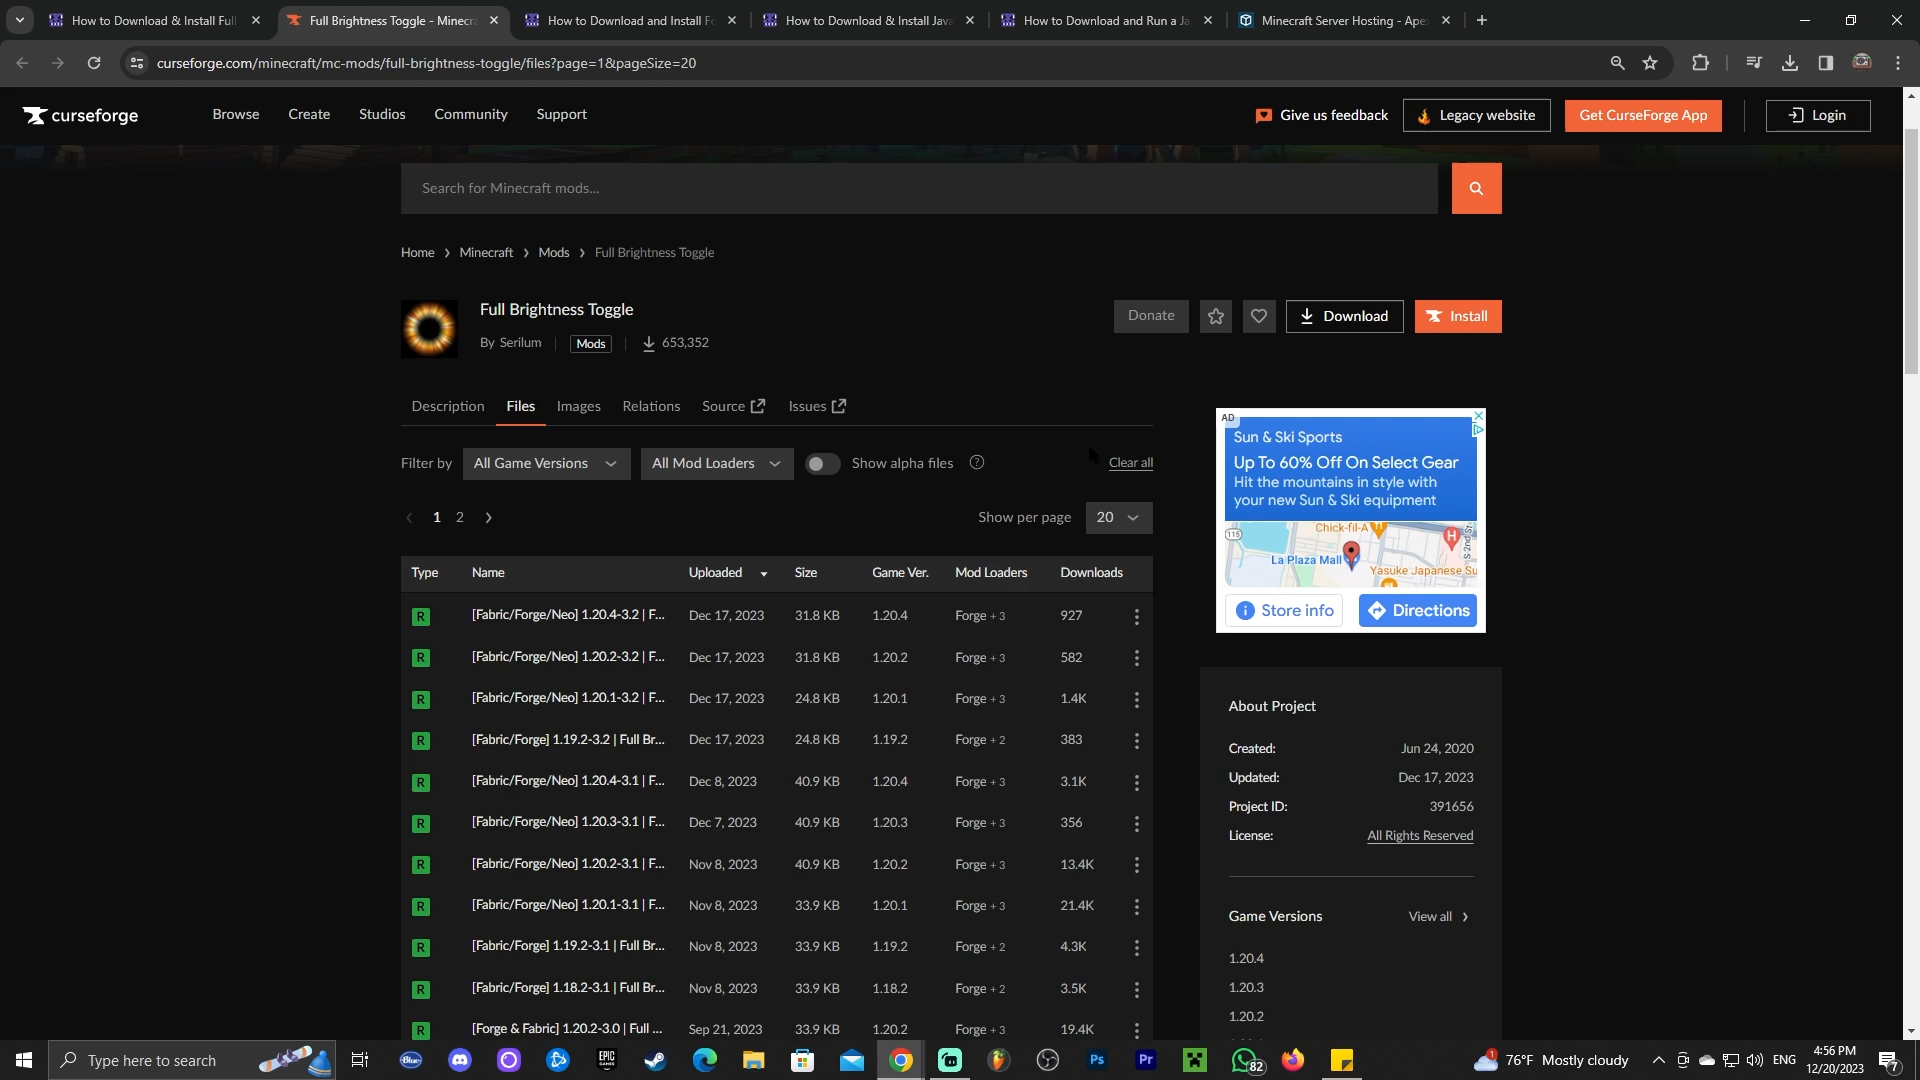 How to Download & Install Full
Full Brightness Toggle - Minecra
How to Download and Install Fo
How to Download & Install Java
How to Download and Run a Ja
Minecraft Server Hosting - Apex
curseforge.com/minecraft/mc-mods/full-brightness-toggle/files?page=1&pageSize=20
curseforge
Browse Create Studios Community Support
Give us feedback Legacy website Get CurseForge App Login
Search for Minecraft mods...
Home > Minecraft > Mods > Full Brightness Toggle
Full Brightness Toggle
By Serilum Mods 653,352
Donate Download Install
Description Files Images Relations Source Issues
Filter by All Game Versions All Mod Loaders Show alpha files ? Clear all
< 1 2 > Show per page 20
Type Name Uploaded Size Game Ver. Mod Loaders Downloads
R [Fabric/Forge/Neo] 1.20.4-3.2 | F... Dec 17, 2023 31.8 KB 1.20.4 Forge + 3 927
R [Fabric/Forge/Neo] 1.20.2-3.2 | F... Dec 17, 2023 31.8 KB 1.20.2 Forge + 3 582
R [Fabric/Forge/Neo] 1.20.1-3.2 | F... Dec 17, 2023 24.8 KB 1.20.1 Forge + 3 1.4K
R [Fabric/Forge] 1.19.2-3.2 | Full Br... Dec 17, 2023 24.8 KB 1.19.2 Forge + 2 383
R [Fabric/Forge/Neo] 1.20.4-3.1 | F... Dec 8, 2023 40.9 KB 1.20.4 Forge + 3 3.1K
R [Fabric/Forge/Neo] 1.20.3-3.1 | F... Dec 7, 2023 40.9 KB 1.20.3 Forge + 3 356
R [Fabric/Forge/Neo] 1.20.2-3.1 | F... Nov 8, 2023 40.9 KB 1.20.2 Forge + 3 13.4K
R [Fabric/Forge/Neo] 1.20.1-3.1 | F... Nov 8, 2023 33.9 KB 1.20.1 Forge + 3 21.4K
R [Fabric/Forge] 1.19.2-3.1 | Full Br... Nov 8, 2023 33.9 KB 1.19.2 Forge + 2 4.3K
R [Fabric/Forge] 1.18.2-3.1 | Full Br... Nov 8, 2023 33.9 KB 1.18.2 Forge + 2 3.5K
R [Forge & Fabric] 1.20.2-3.0 | Full ... Sep 21, 2023 33.9 KB 1.20.2 Forge + 3 19.4K
AD
Sun & Ski Sports
Up To 60% Off On Select Gear
Hit the mountains in style with
your new Sun & Ski equipment
115
Chick-fil-A
H
S 2nd St
La Plaza Mall
Yasuke Japanese Su
Store info Directions
About Project
Created: Jun 24, 2020
Updated: Dec 17, 2023
Project ID: 391656
License: All Rights Reserved
Game Versions View all >
1.20.4
1.20.3
1.20.2
Type here to search
Blue
EPIC
GAMES
Ps
Pr
82
1
76°F Mostly cloudy
ENG
4:56 PM
12/20/2023
7